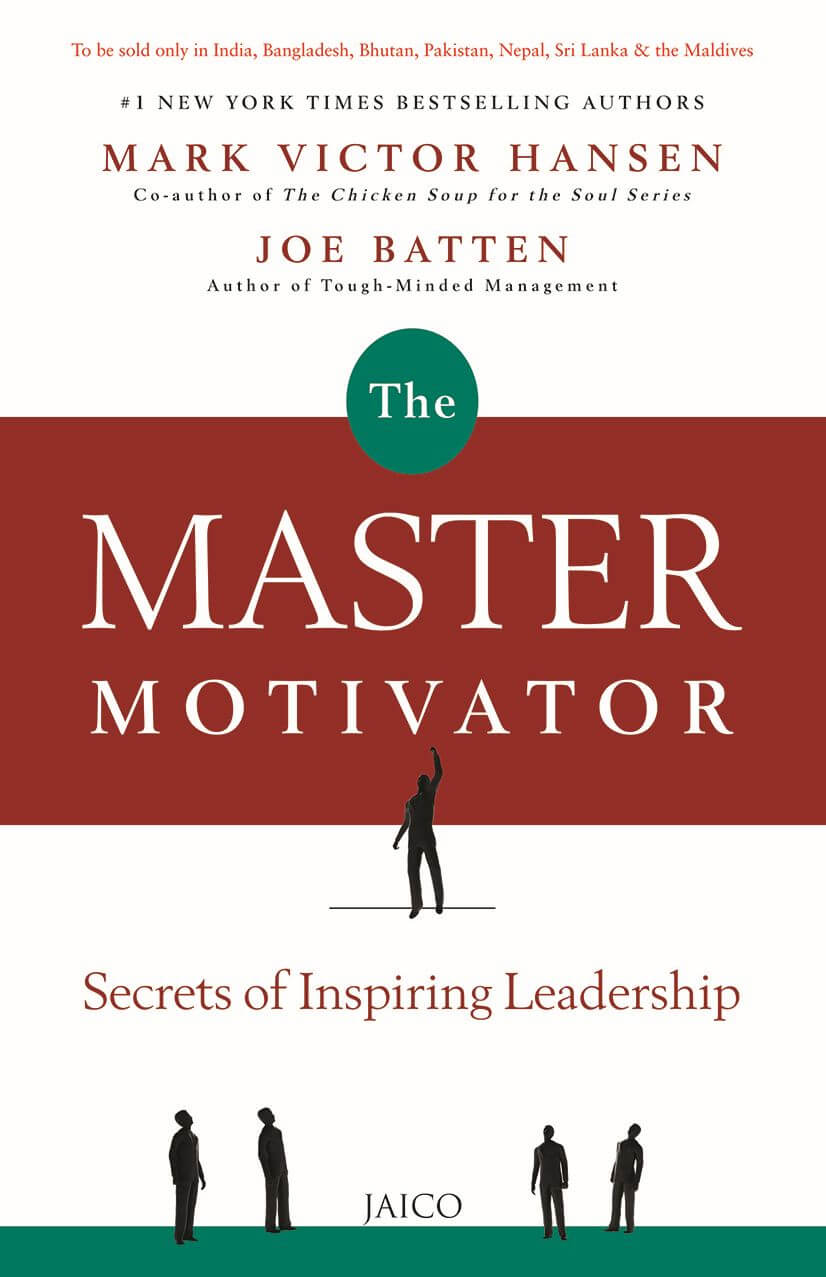 To be sold only in India, Bangladesh, Bhutan, Pakistan, Nepal, Sri Lanka & the Maldives
#1 NEW YORK TIMES BESTSELLING AUTHORS
MARK VICTOR HANSEN
Co-author of The Chicken Soup for the Soul Series
JOE BATTEN
Author of Tough-Minded Management
The
MASTER
MOTIVATOR
Secrets of Inspiring Leadership
JAICO